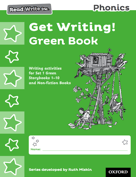 Read Write Inc.
Phonics
Get Writing!
Green Book
Writing activities
for Set 1 Green
Storybooks 1–10
and Non-fiction Books
Name
Series developed by Ruth Miskin
OXFORD